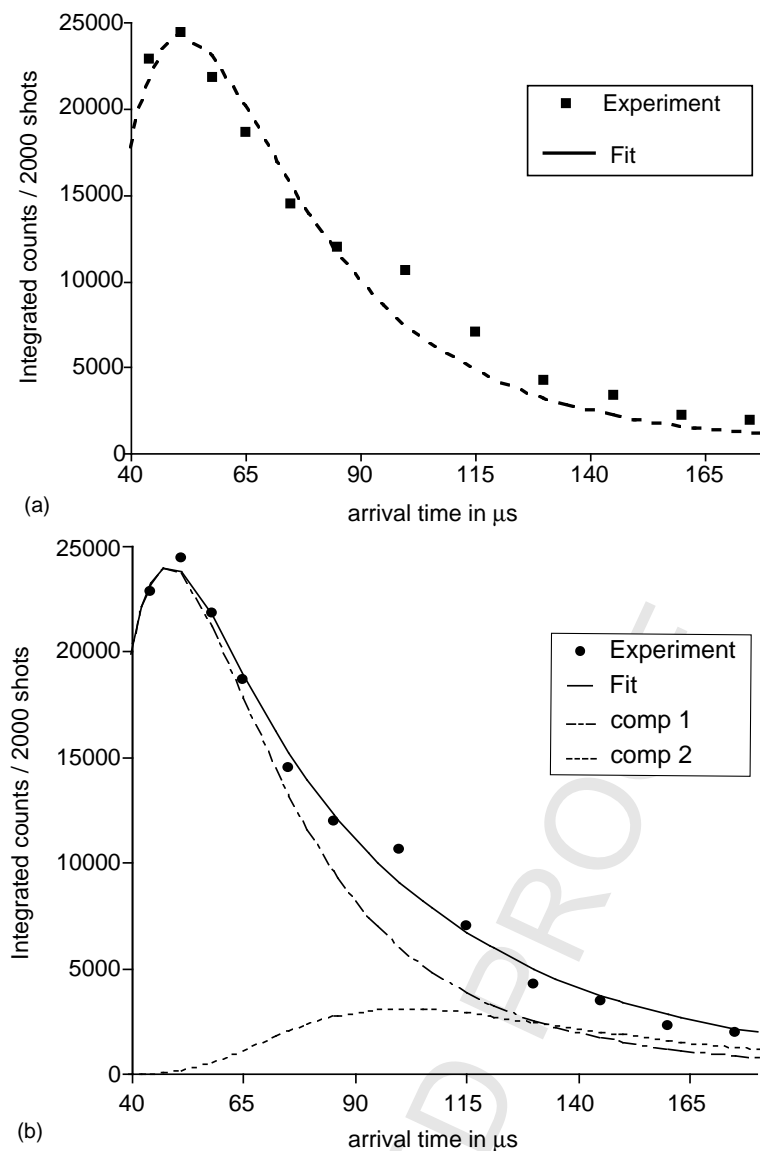 25000
20000
15000
10000
5000
0
Integrated counts / 2000 shots
Experiment
Fit
40
65
90
115
140
165
arrival time in μs
(a)
25000
20000
15000
10000
5000
0
Integrated counts / 2000 shots
Experiment
Fit
comp 1
comp 2
40
65
90
115
140
165
arrival time in μs
(b)
D PROO